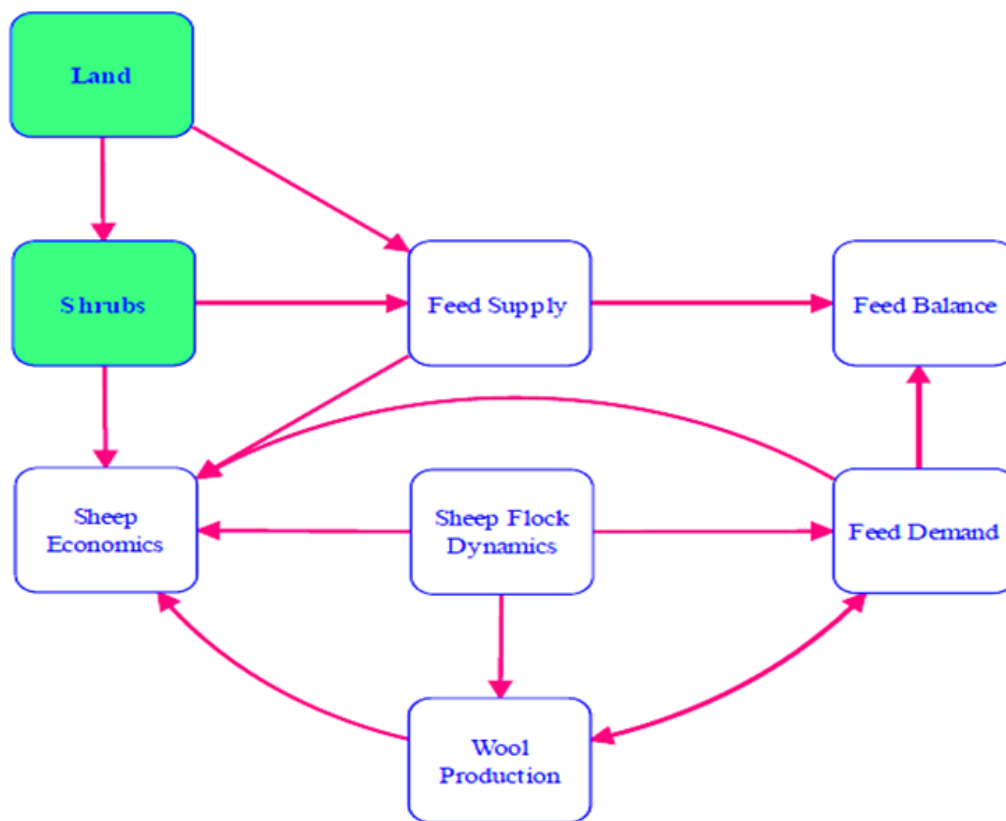 Land
Shrubs
Feed Supply
Feed Balance
Sheep
Economics
Sheep Flock
Dynamics
Feed Demand
Wool
Production